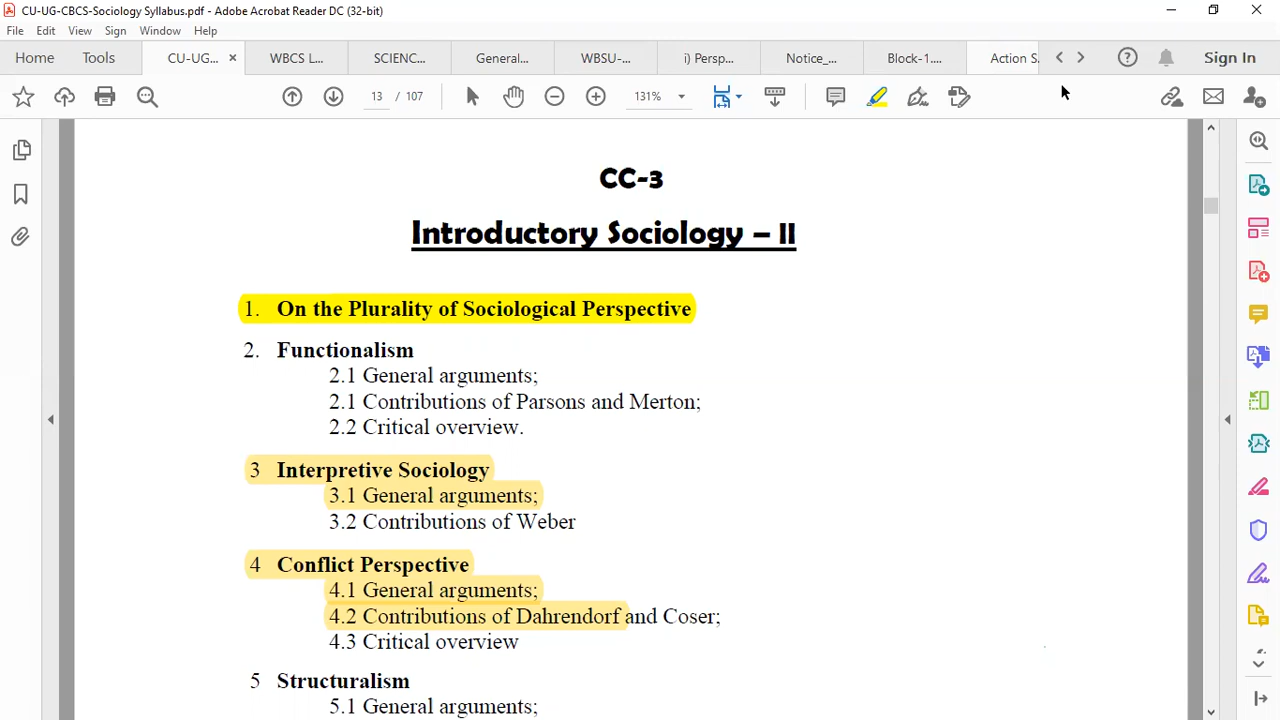 CU-UG-CBCS-Sociology Syllabus.pdf - Adobe Acrobat Reader DC (32-bit)
File Edit View Sign Window Help
Home Tools CU-UG... WBCS L... SCIENC... General... WBSU-... i) Persp... Notice_... Block-1.... Action S. Sign In
13 / 107 131%
CC-3
Introductory Sociology – II
1. On the Plurality of Sociological Perspective
2. Functionalism
2.1 General arguments;
2.1 Contributions of Parsons and Merton;
2.2 Critical overview.
3 Interpretive Sociology
3.1 General arguments;
3.2 Contributions of Weber
4 Conflict Perspective
4.1 General arguments;
4.2 Contributions of Dahrendorf and Coser;
4.3 Critical overview
5 Structuralism
5.1 General arguments;